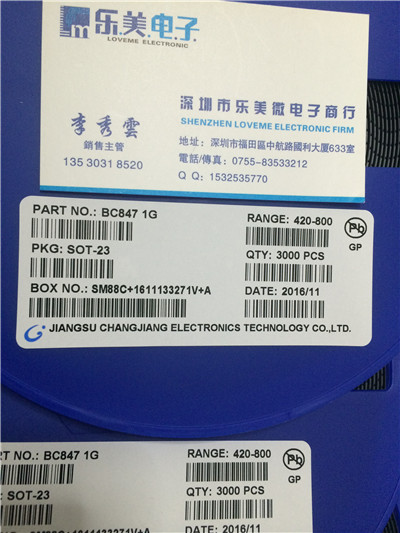 乐美电子
LOVEME ELECTRONIC
深圳市乐美微电子商行
SHENZHEN LOVEME ELECTRONIC FIRM
李秀雲
銷售主管
135 3031 8520
地址：深圳市福田區中航路國利大厦633室
電話/傳真：0755-83533212
Q Q：1532535770
PART NO.: BC847 1G
RANGE: 420-800
Pb
GP
PKG: SOT-23
QTY: 3000 PCS
BOX NO.: SM88C+1611133271V+A
DATE: 2016/11
JIANGSU CHANGJIANG ELECTRONICS TECHNOLOGY CO.,LTD.
RT NO.: BC847 1G
RANGE: 420-800
Pb
GP
: SOT-23
QTY: 3000 PCS
SM88C+1611133271V+A
DATE: 2016/11